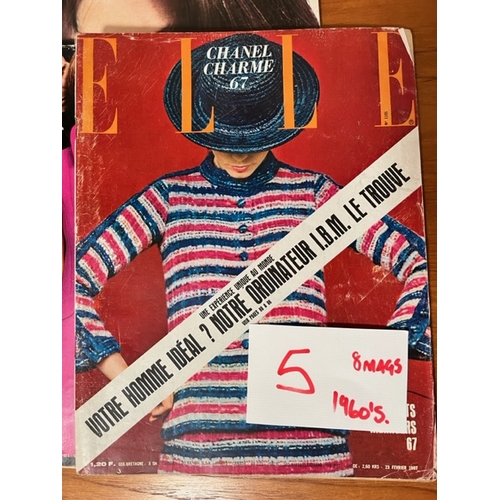 ELLE
CHANEL
CHARME
67
UNE EXPÉRIENCE UNIQUE AU MONDE
VOTRE HOMME IDÉAL ? NOTRE ORDINATEUR I.B.M. LE TROUVE
5
8 MAGS
1960'S.
67
1,20 F.